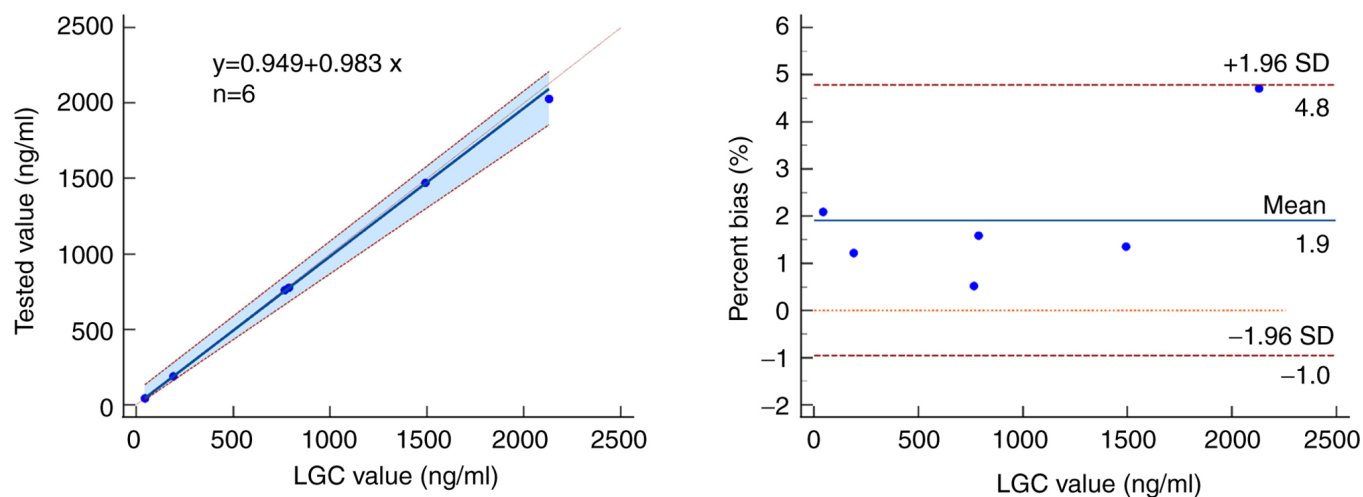 y=0.949+0.983 x
n=6
Tested value (ng/ml)
2500
2000
1500
1000
500
0
0 500 1000 1500 2000 2500
LGC value (ng/ml)
Percent bias (%)
6
5
4
3
2
1
0
−1
−2
+1.96 SD
4.8
Mean
1.9
−1.96 SD
−1.0
0 500 1000 1500 2000 2500
LGC value (ng/ml)